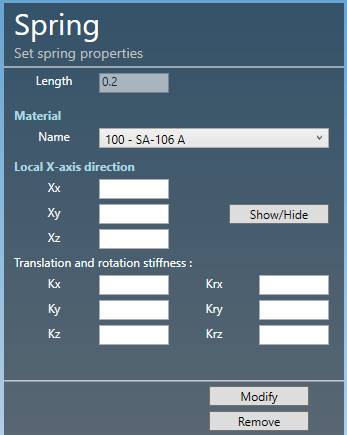 Spring
Set spring properties
Length 0.2
Material
Name 100 - SA-106 A
Local X-axis direction
Xx
Xy Show/Hide
Xz
Translation and rotation stiffness :
Kx Krx
Ky Kry
Kz Krz
Modify
Remove